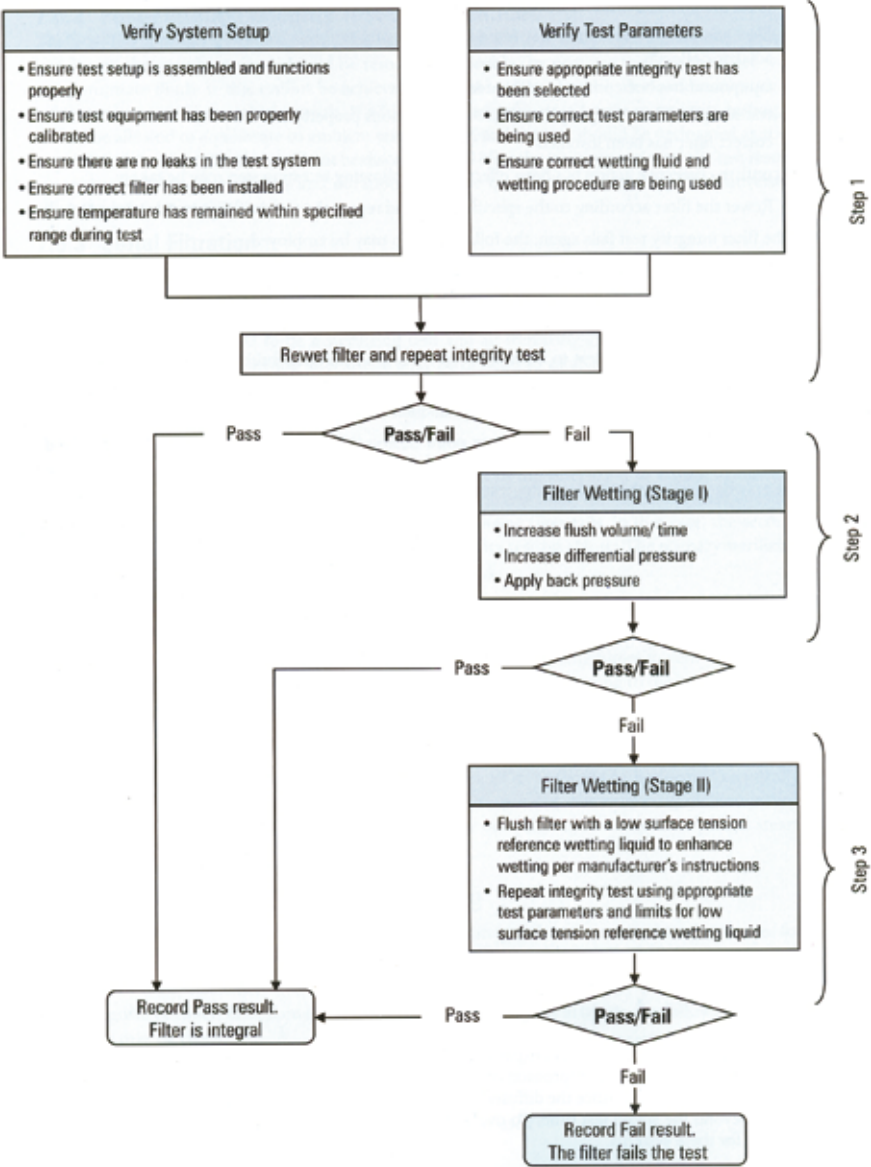 Verify System Setup
• Ensure test setup is assembled and functions
properly
• Ensure test equipment has been properly
calibrated
• Ensure there are no leaks in the test system
• Ensure correct filter has been installed
• Ensure temperature has remained within specified
range during test
Verify Test Parameters
• Ensure appropriate integrity test has
been selected
• Ensure correct test parameters are
being used
• Ensure correct wetting fluid and
wetting procedure are being used
Step 1
Rewet filter and repeat integrity test
Pass
Pass/Fail
Fail
Filter Wetting (Stage I)
• Increase flush volume/ time
• Increase differential pressure
• Apply back pressure
Step 2
Pass
Pass/Fail
Fail
Filter Wetting (Stage II)
• Flush filter with a low surface tension
reference wetting liquid to enhance
wetting per manufacturer's instructions
• Repeat integrity test using appropriate
test parameters and limits for low
surface tension reference wetting liquid
Step 3
Record Pass result.
Filter is integral
Pass
Pass/Fail
Fail
Record Fail result.
The filter fails the test